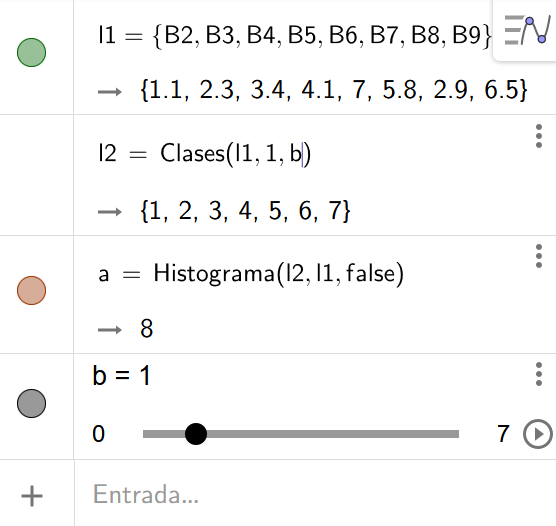 l1 = {B2, B3, B4, B5, B6, B7, B8, B9}
→ {1.1, 2.3, 3.4, 4.1, 7, 5.8, 2.9, 6.5}
l2 = Clases(l1, 1, b)
→ {1, 2, 3, 4, 5, 6, 7}
a = Histograma(l2, l1, false)
→ 8
b = 1
0 7
+ Entrada...